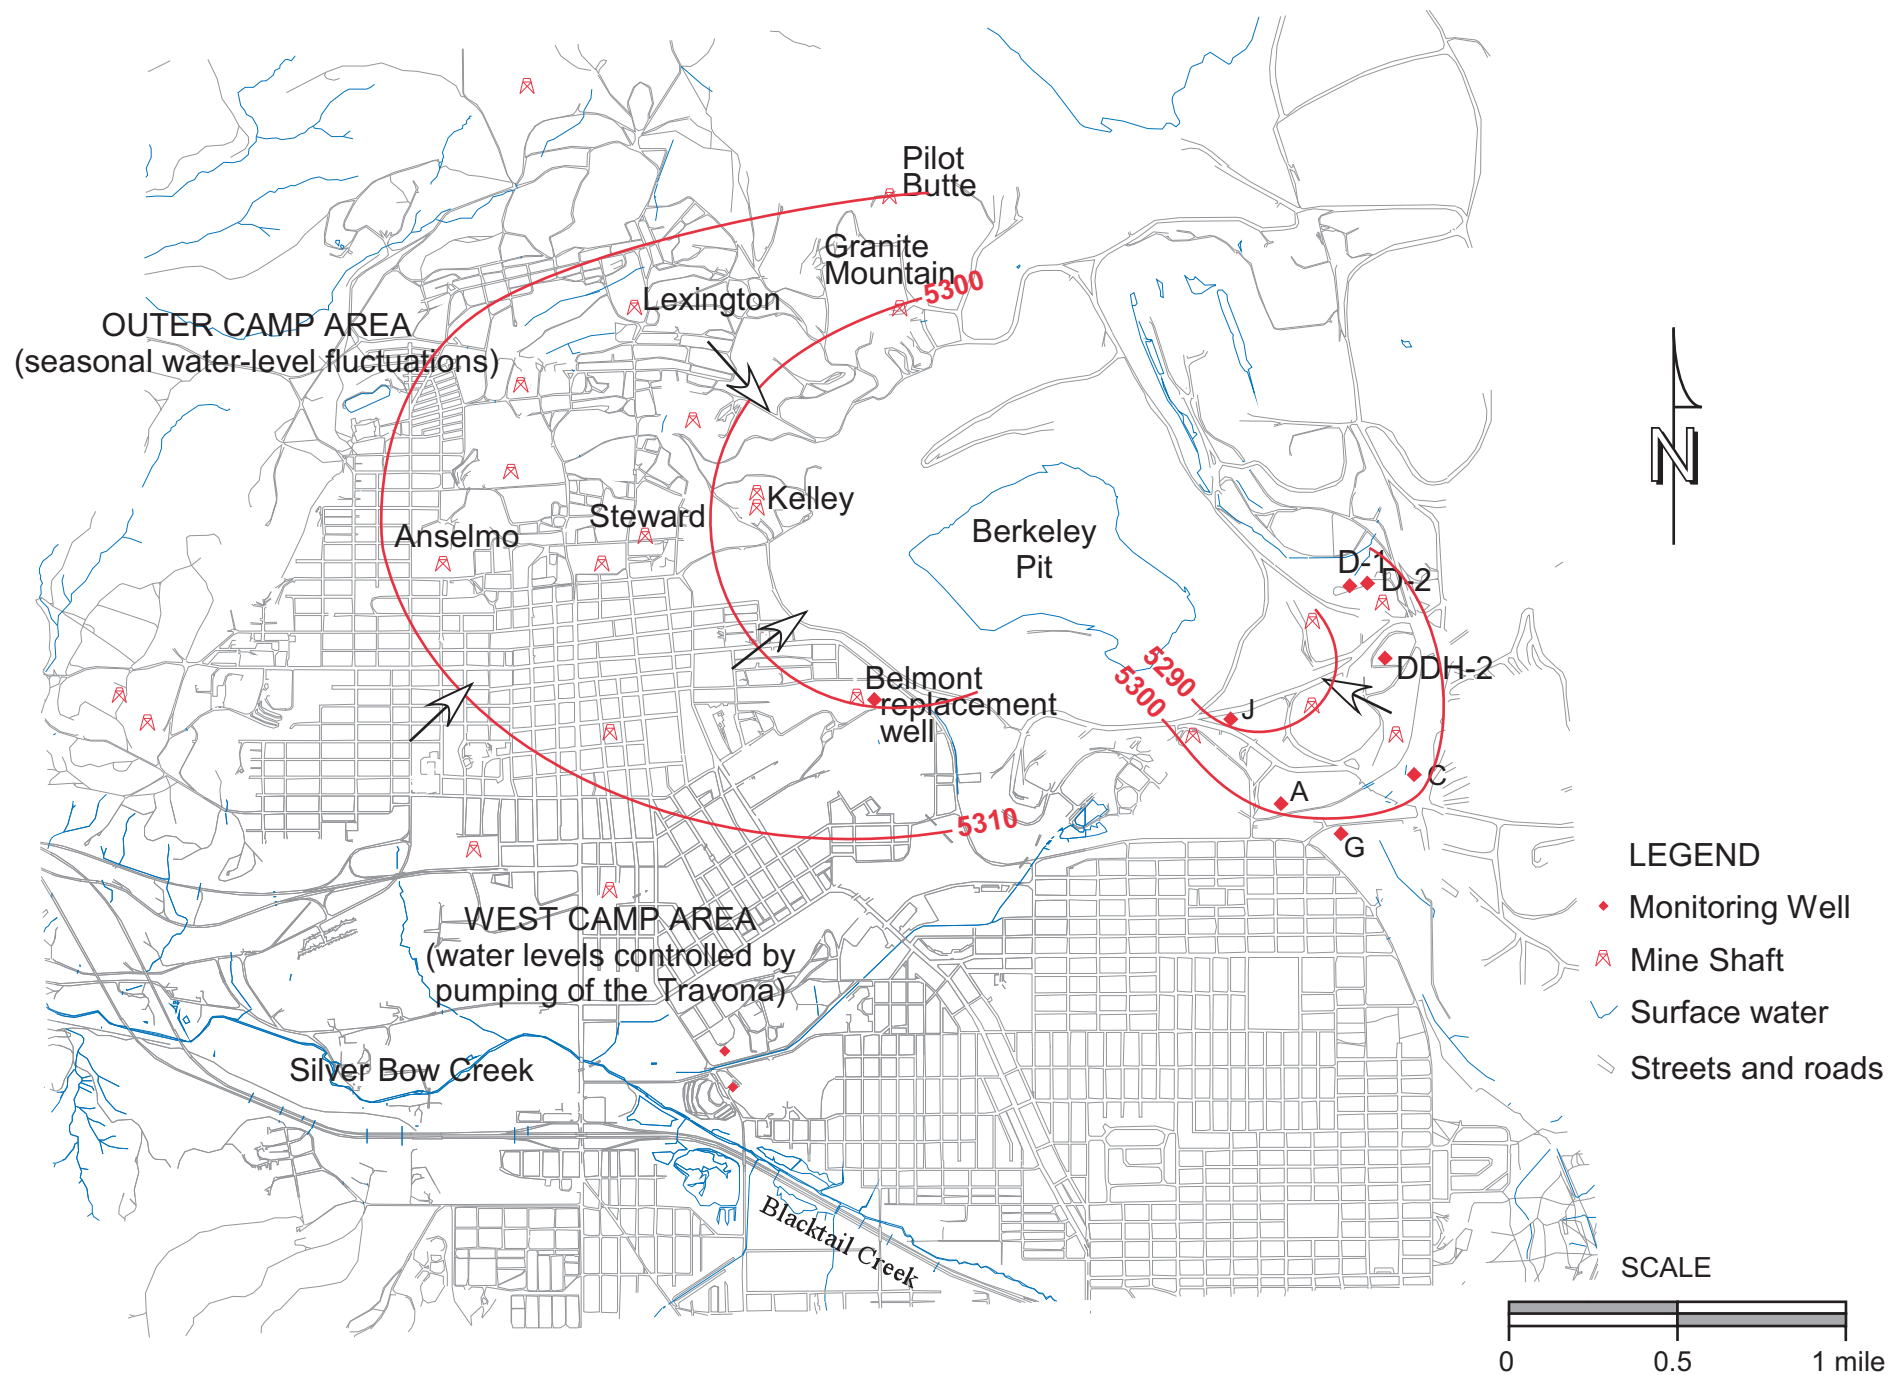 Pilot
Butte
Granite
Mountain
5300
Lexington
OUTER CAMP AREA
(seasonal water-level fluctuations)
N
Kelley
Steward
Anselmo
Berkeley
Pit
D-1
D-2
DDH-2
5290
5300
Belmont
replacement
well
J
C
A
5310
G
WEST CAMP AREA
(water levels controlled by
pumping of the Travona)
Silver Bow Creek
Blacktail Creek
LEGEND
Monitoring Well
Mine Shaft
Surface water
Streets and roads
SCALE
0 0.5 1 mile